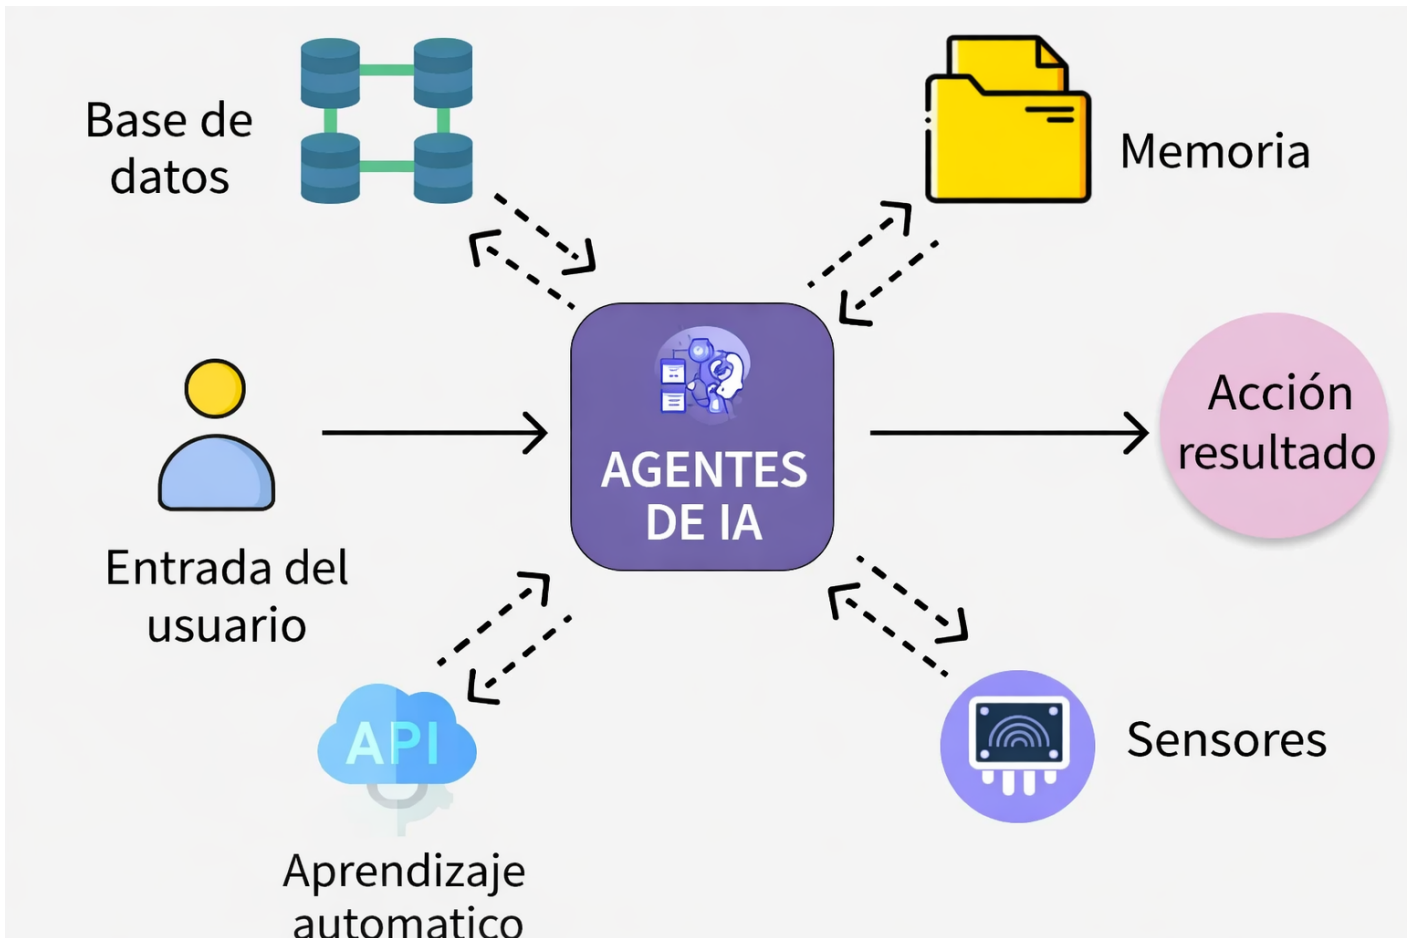 Base de
datos
Memoria
AGENTES
DE IA
Acción
resultado
Entrada del
usuario
API
Sensores
Aprendizaje
automatico